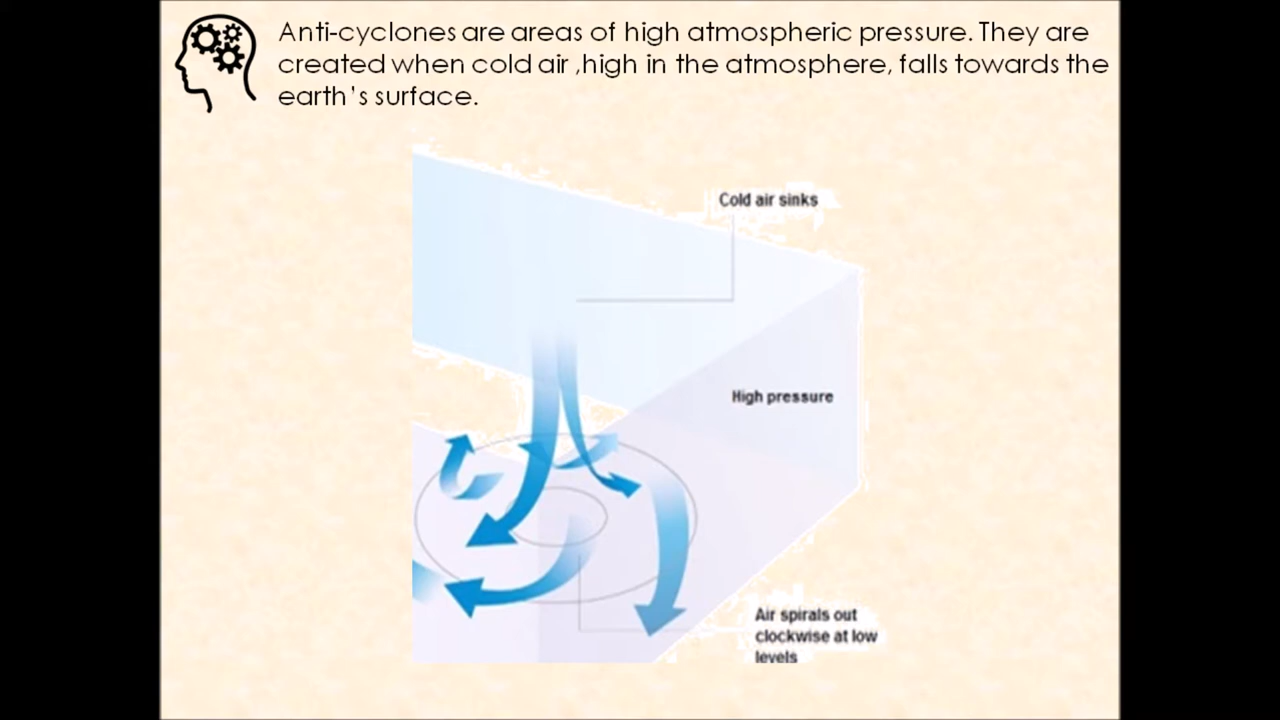 Anti-cyclones are areas of high atmospheric pressure. They are
created when cold air ,high in the atmosphere, falls towards the
earth's surface.
Cold air sinks
High pressure
Air spirals out
clockwise at low
levels